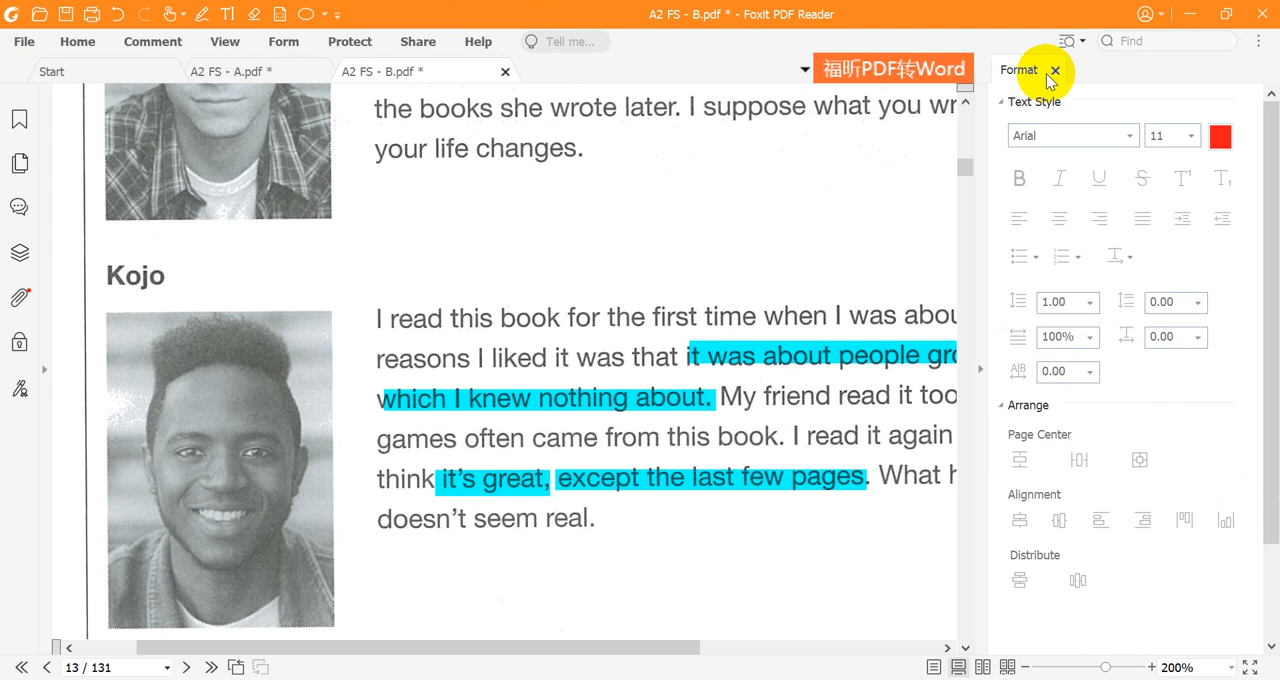 A2 FS - B.pdf * - Foxit PDF Reader
File Home Comment View Form Protect Share Help Tell me... Find
Start A2 FS - A.pdf * A2 FS - B.pdf * 福昕PDF转Word Format
the books she wrote later. I suppose what you wr
your life changes.
Kojo
I read this book for the first time when I was abou
reasons I liked it was that it was about people gro
which I knew nothing about. My friend read it too
games often came from this book. I read it again
think it's great, except the last few pages. What h
doesn't seem real.
Text Style
Arial 11
1.00 0.00
100% 0.00
0.00
Arrange
Page Center
Alignment
Distribute
13 / 131 200%